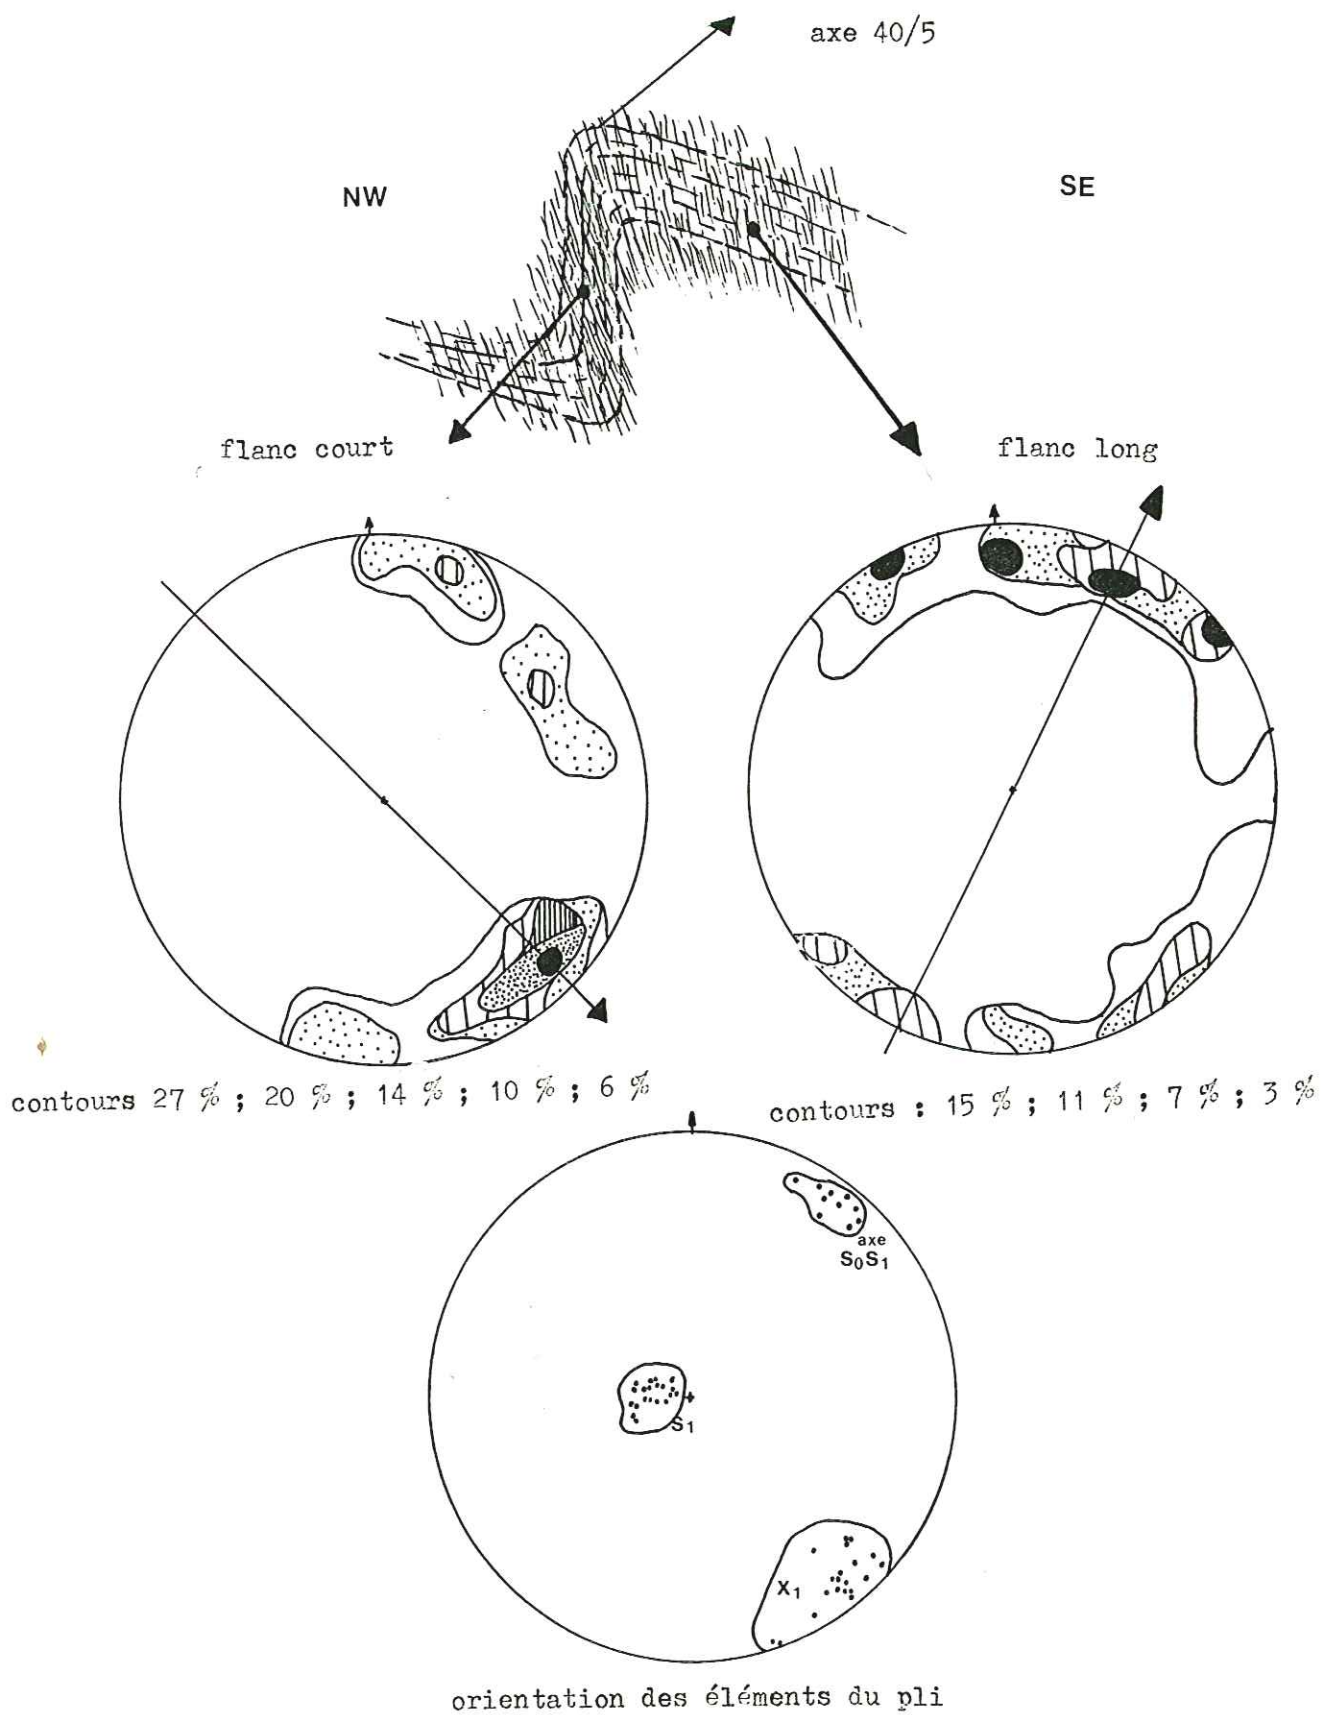 axe 40/5
NW
SE
flanc court
flanc long
contours 27 % ; 20 % ; 14 % ; 10 % ; 6 %
contours : 15 % ; 11 % ; 7 % ; 3 %
axe
S₀S₁
S₁
X₁
orientation des éléments du pli